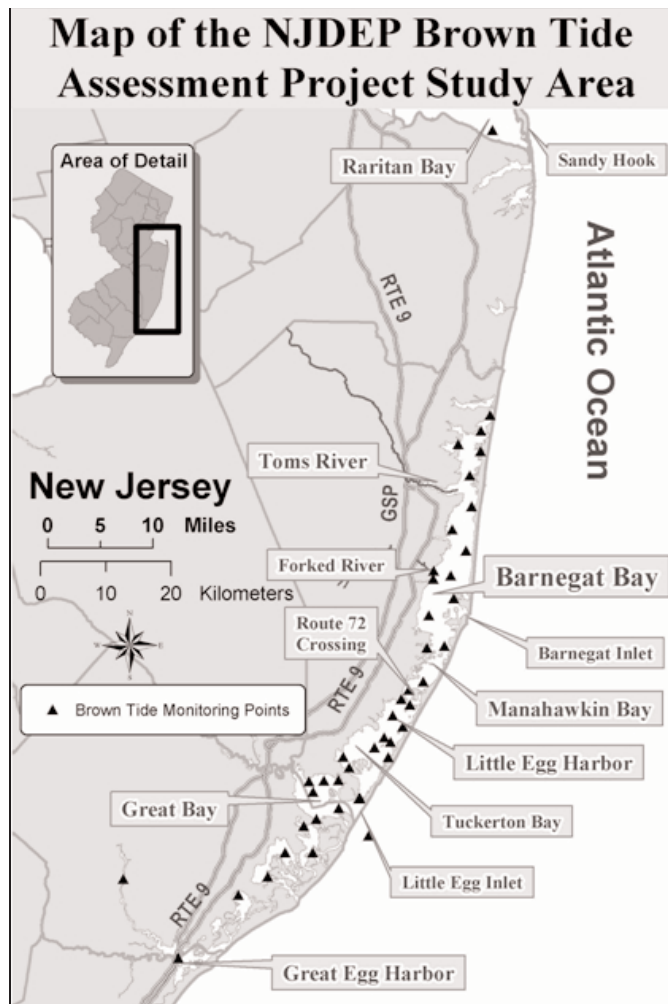 Map of the NJDEP Brown Tide
Assessment Project Study Area
Area of Detail
Raritan Bay
Sandy Hook
RTE 9
Atlantic Ocean
Toms River
New Jersey
0 5 10 Miles
0 10 20 Kilometers
GSP
Forked River
Barnegat Bay
Route 72
Crossing
Barnegat Inlet
N
W E
S
RTE 9
Manahawkin Bay
Brown Tide Monitoring Points
Little Egg Harbor
Great Bay
Tuckerton Bay
Little Egg Inlet
RTE 9
Great Egg Harbor